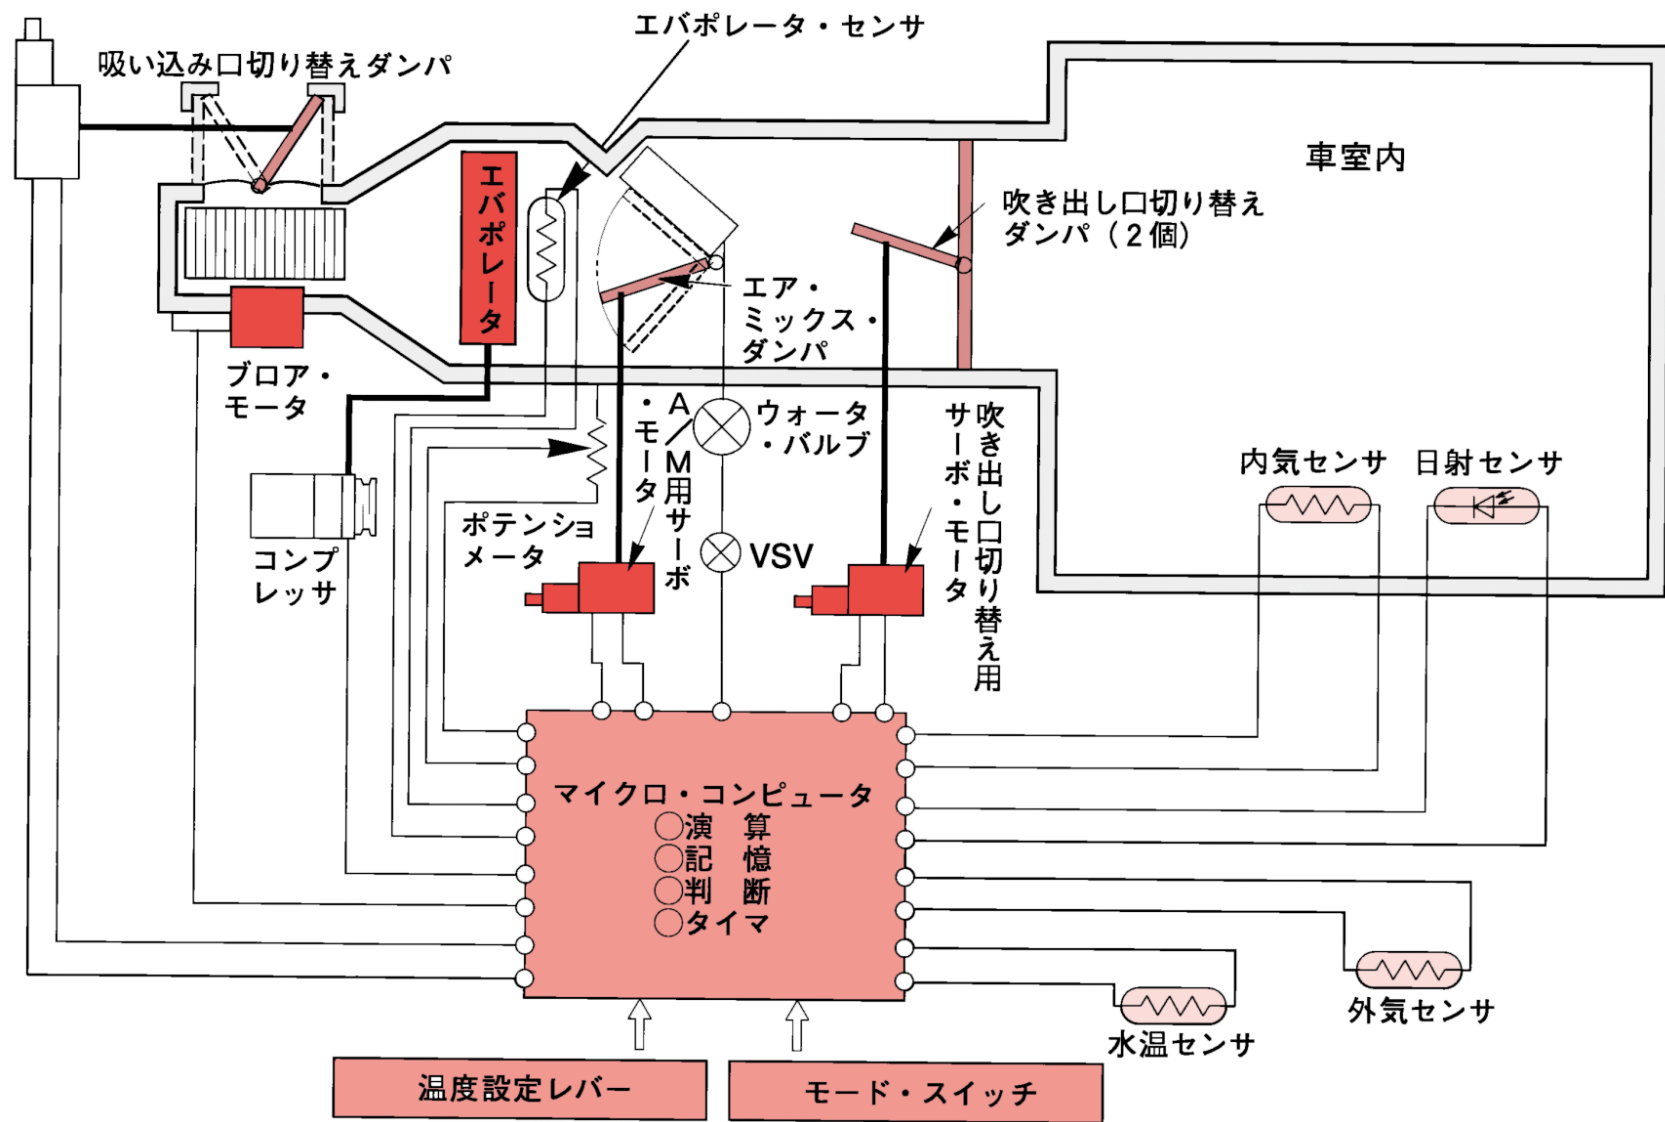 エバポレータ・センサ
吸い込み口切り替えダンパ
車室内
エバポレータ
吹き出し口切り替え
ダンパ（2個）
エア・
ミックス・
ダンパ
ブロア・
モータ
A／M用サーボ
・モータ
ウォータ
・バルブ
吹き出し口切り替え用
サーボ・モータ
内気センサ
日射センサ
ポテンショ
メータ
VSV
コンプ
レッサ
マイクロ・コンピュータ
○演　算
○記　憶
○判　断
○タイマ
外気センサ
水温センサ
温度設定レバー
モード・スイッチ